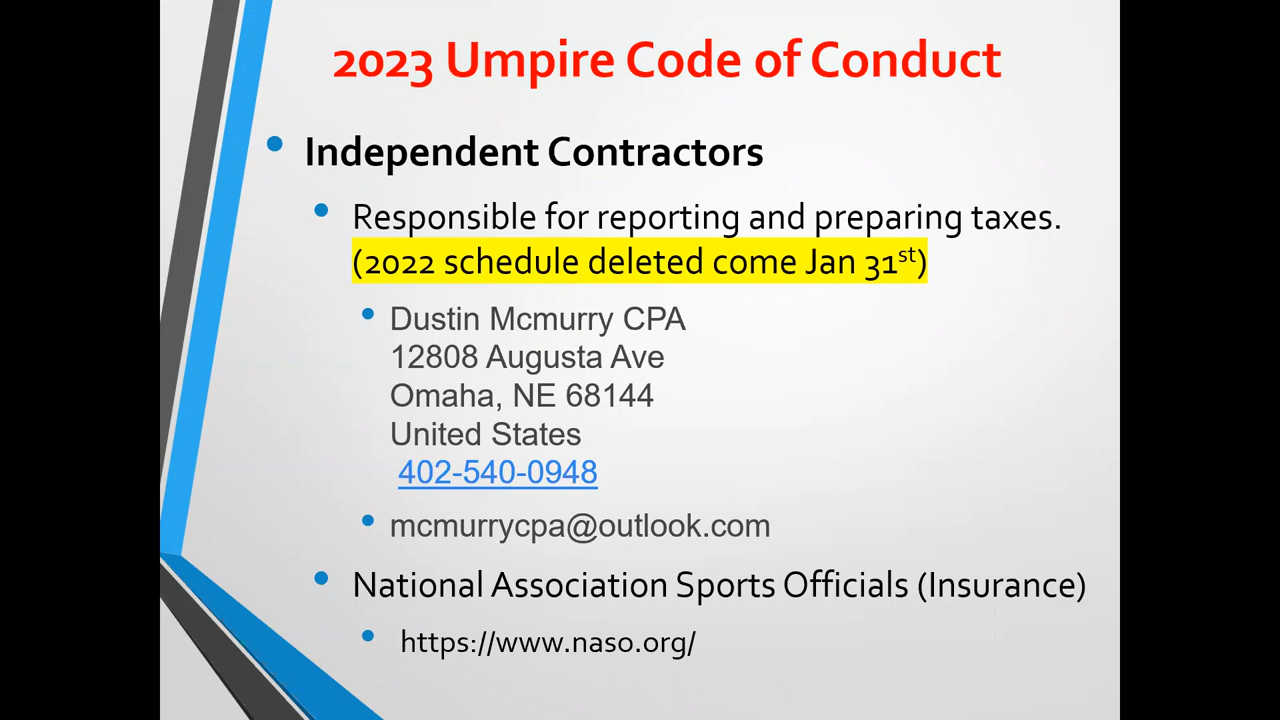 2023 Umpire Code of Conduct
Independent Contractors
Responsible for reporting and preparing taxes.
(2022 schedule deleted come Jan 31st)
Dustin Mcmurry CPA
12808 Augusta Ave
Omaha, NE 68144
United States
402-540-0948
mcmurrycpa@outlook.com
National Association Sports Officials (Insurance)
https://www.naso.org/